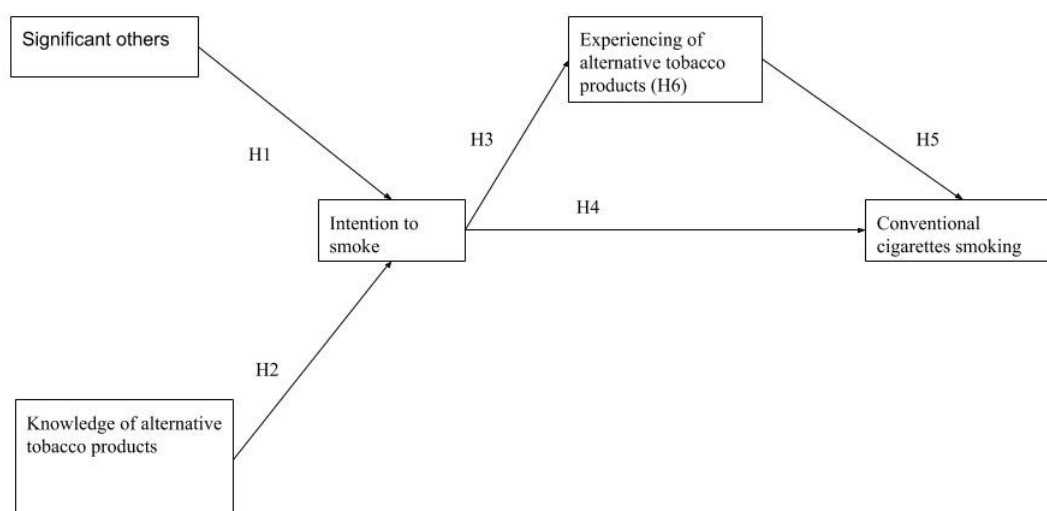 Significant others
Experiencing of
alternative tobacco
products (H6)
H1
H3
H5
Intention to
smoke
H4
Conventional
cigarettes smoking
H2
Knowledge of alternative
tobacco products